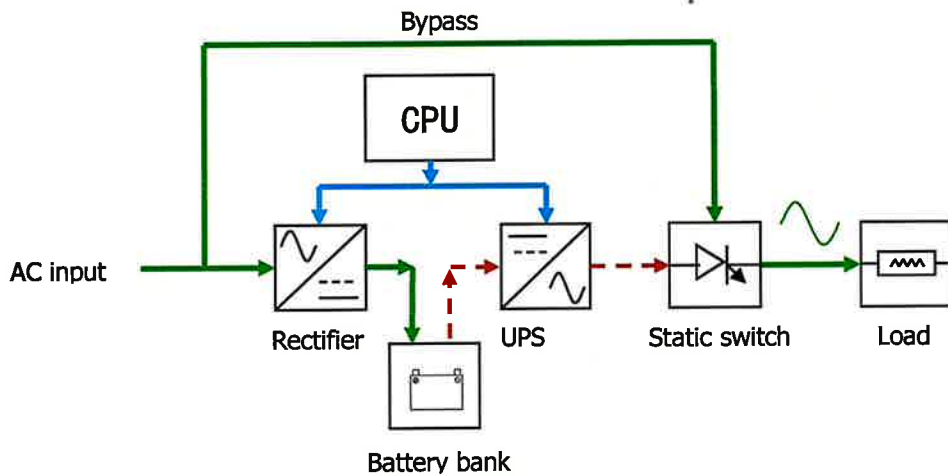 Bypass
CPU
AC input
Rectifier
UPS
Static switch
Load
Battery bank